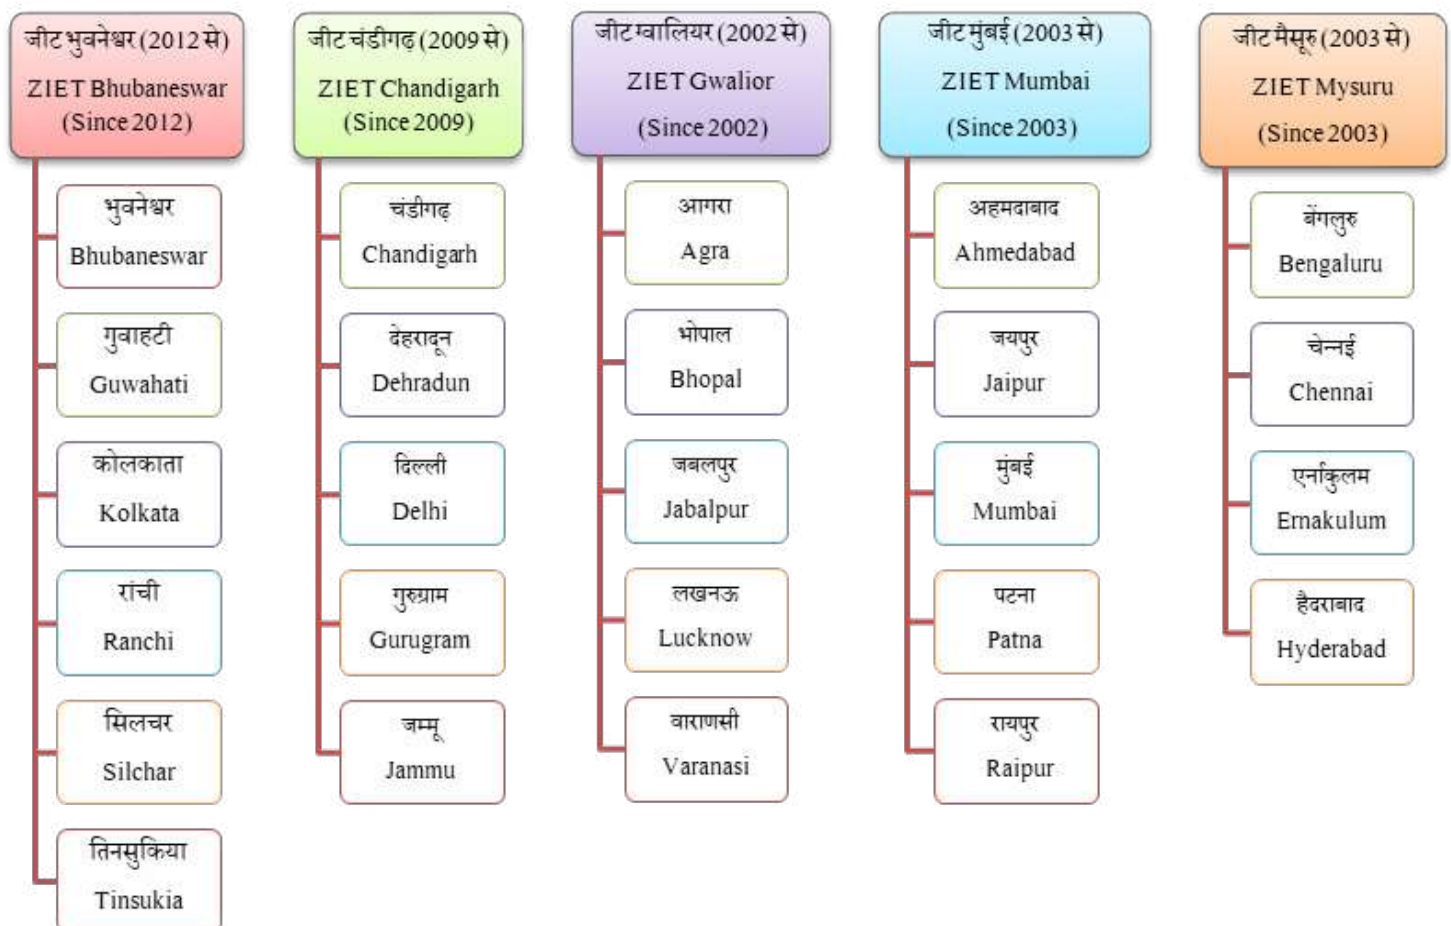 जीट भुवनेश्वर (2012 से)
ZIET Bhubaneswar
(Since 2012)
भुवनेश्वर
Bhubaneswar
गुवाहटी
Guwahati
कोलकाता
Kolkata
रांची
Ranchi
सिलचर
Silchar
तिनसुकिया
Tinsukia
जीट चंडीगढ़ (2009 से)
ZIET Chandigarh
(Since 2009)
चंडीगढ़
Chandigarh
देहरादून
Dehradun
दिल्ली
Delhi
गुरुग्राम
Gurugram
जम्मू
Jammu
जीट ग्वालियर (2002 से)
ZIET Gwalior
(Since 2002)
आगरा
Agra
भोपाल
Bhopal
जबलपुर
Jabalpur
लखनऊ
Lucknow
वाराणसी
Varanasi
जीट मुंबई (2003 से)
ZIET Mumbai
(Since 2003)
अहमदाबाद
Ahmedabad
जयपुर
Jaipur
मुंबई
Mumbai
पटना
Patna
रायपुर
Raipur
जीट मैसूरु (2003 से)
ZIET Mysuru
(Since 2003)
बेंगलुरु
Bengaluru
चेन्नई
Chennai
एर्नाकुलम
Ernakulum
हैदराबाद
Hyderabad